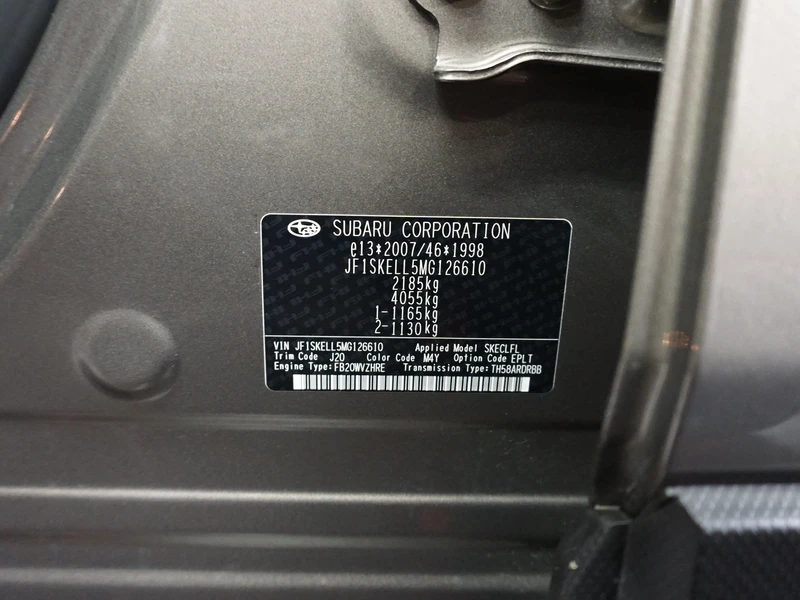 SUBARU CORPORATION
e13*2007/46*1998
JF1SKELL5MG126610
2185kg
4055kg
1-1165kg
2-1130kg
VIN JF1SKELL5MG126610 Applied Model SKECLFL
Trim Code J20 Color Code M4Y Option Code EPLT
Engine Type:FB20WVZHRE Transmission Type:TH58ARDRBB